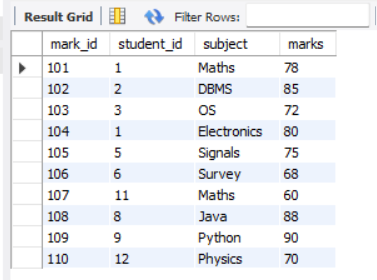 Result Grid Filter Rows:
mark_id student_id subject marks
101 1 Maths 78
102 2 DBMS 85
103 3 OS 72
104 1 Electronics 80
105 5 Signals 75
106 6 Survey 68
107 11 Maths 60
108 8 Java 88
109 9 Python 90
110 12 Physics 70